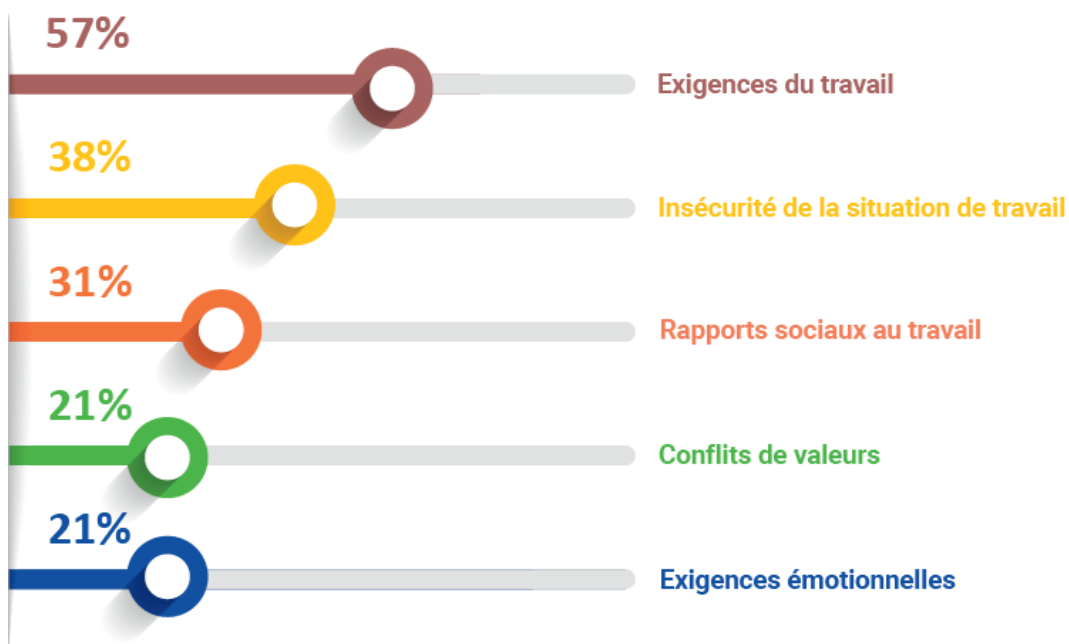 57%
Exigences du travail
38%
Insécurité de la situation de travail
31%
Rapports sociaux au travail
21%
Conflits de valeurs
21%
Exigences émotionnelles